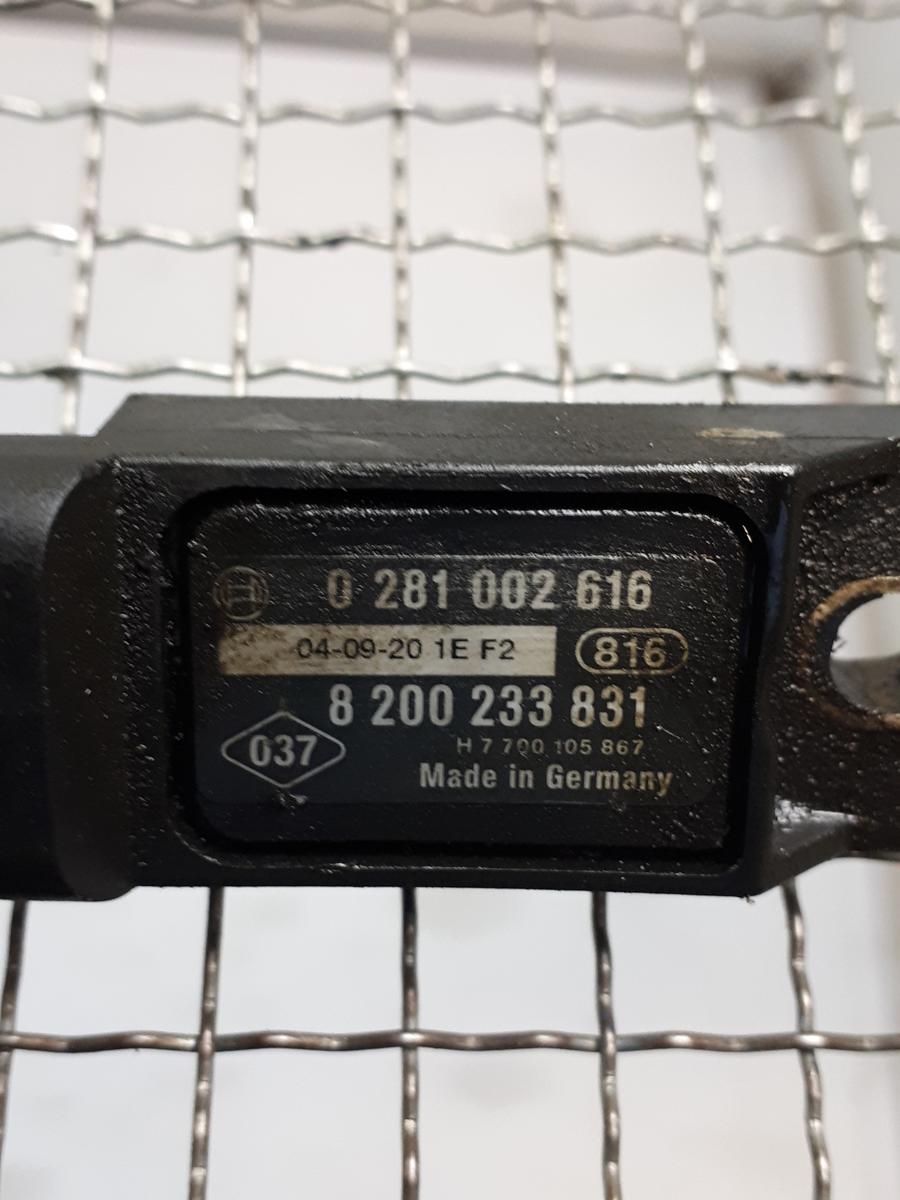 0 281 002 616
04-09-20 1E F2
816
8 200 233 831
037
H 7 700 105 867
Made in Germany